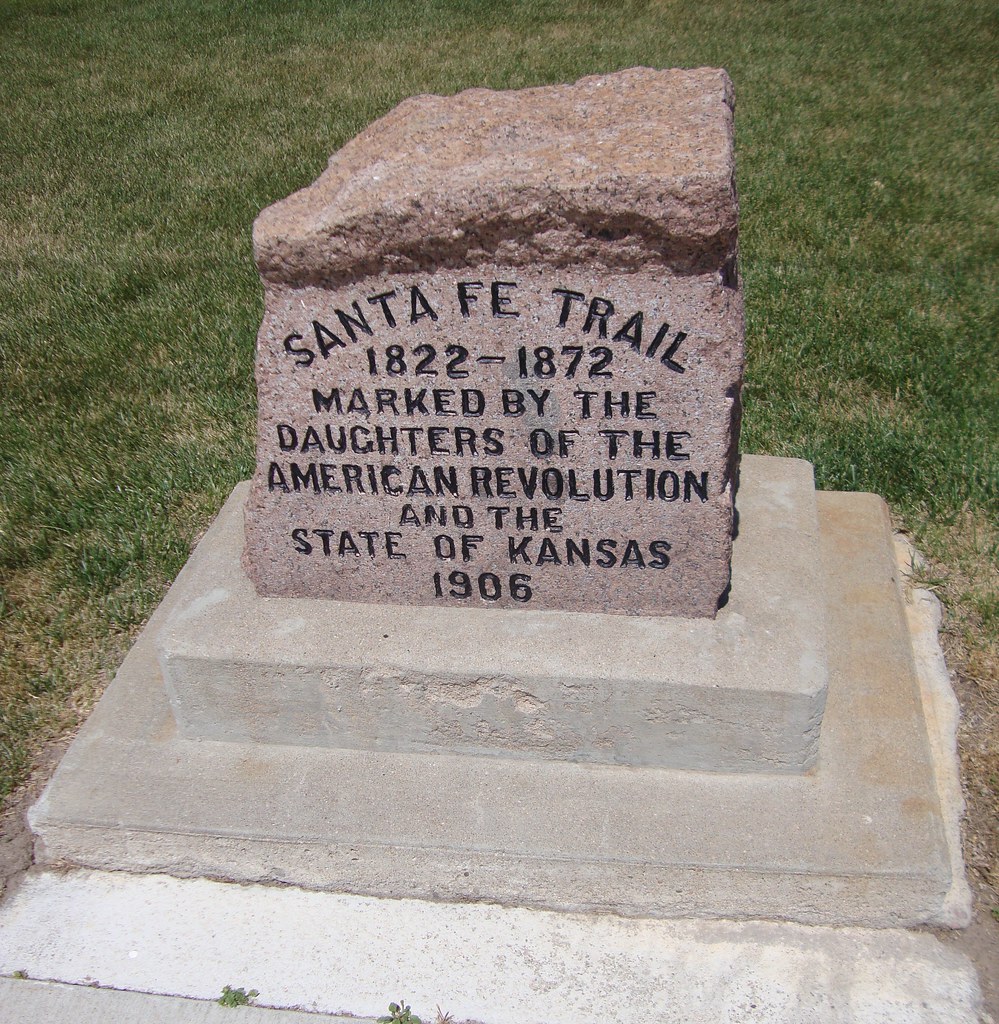 SANTA FE TRAIL
1822-1872
MARKED BY THE
DAUGHTERS OF THE
AMERICAN REVOLUTION
AND THE
STATE OF KANSAS
1906